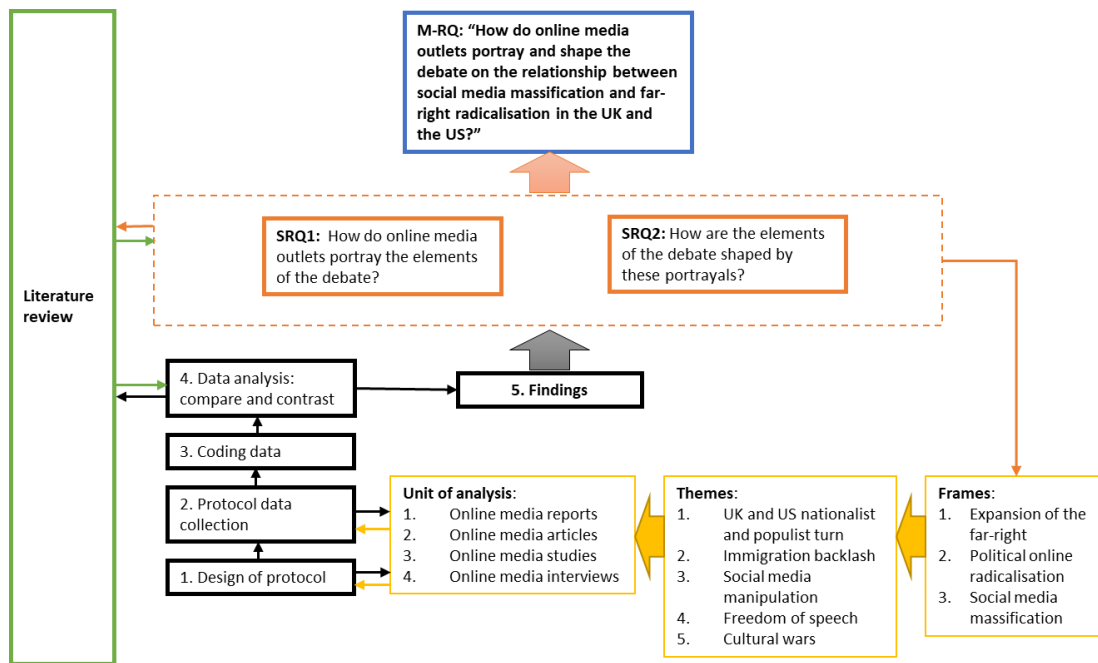 M-RQ: “How do online media
outlets portray and shape the
debate on the relationship between
social media massification and far-
right radicalisation in the UK and
the US?”
SRQ1: How do online media
outlets portray the elements
of the debate?
SRQ2: How are the elements
of the debate shaped by
these portrayals?
Literature
review
4. Data analysis:
compare and contrast
5. Findings
3. Coding data
2. Protocol data
collection
1. Design of protocol
Unit of analysis:
1. Online media reports
2. Online media articles
3. Online media studies
4. Online media interviews
Themes:
1. UK and US nationalist
and populist turn
2. Immigration backlash
3. Social media
manipulation
4. Freedom of speech
5. Cultural wars
Frames:
1. Expansion of the
far-right
2. Political online
radicalisation
3. Social media
massification